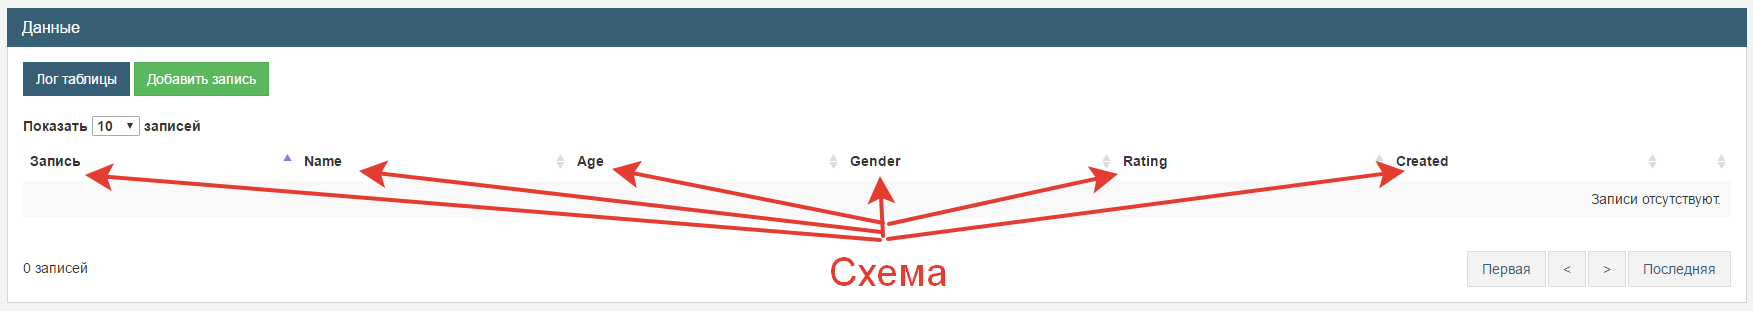 Данные
Лог таблицы Добавить запись
Показать 10 записей
Запись Name Age Gender Rating Created
Записи отсутствуют.
0 записей Первая < > Последняя
Схема